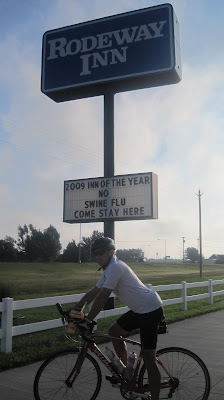 RODEWAY
INN
2009 INN OF THE YEAR
NO
SWINE FLU
COME STAY HERE